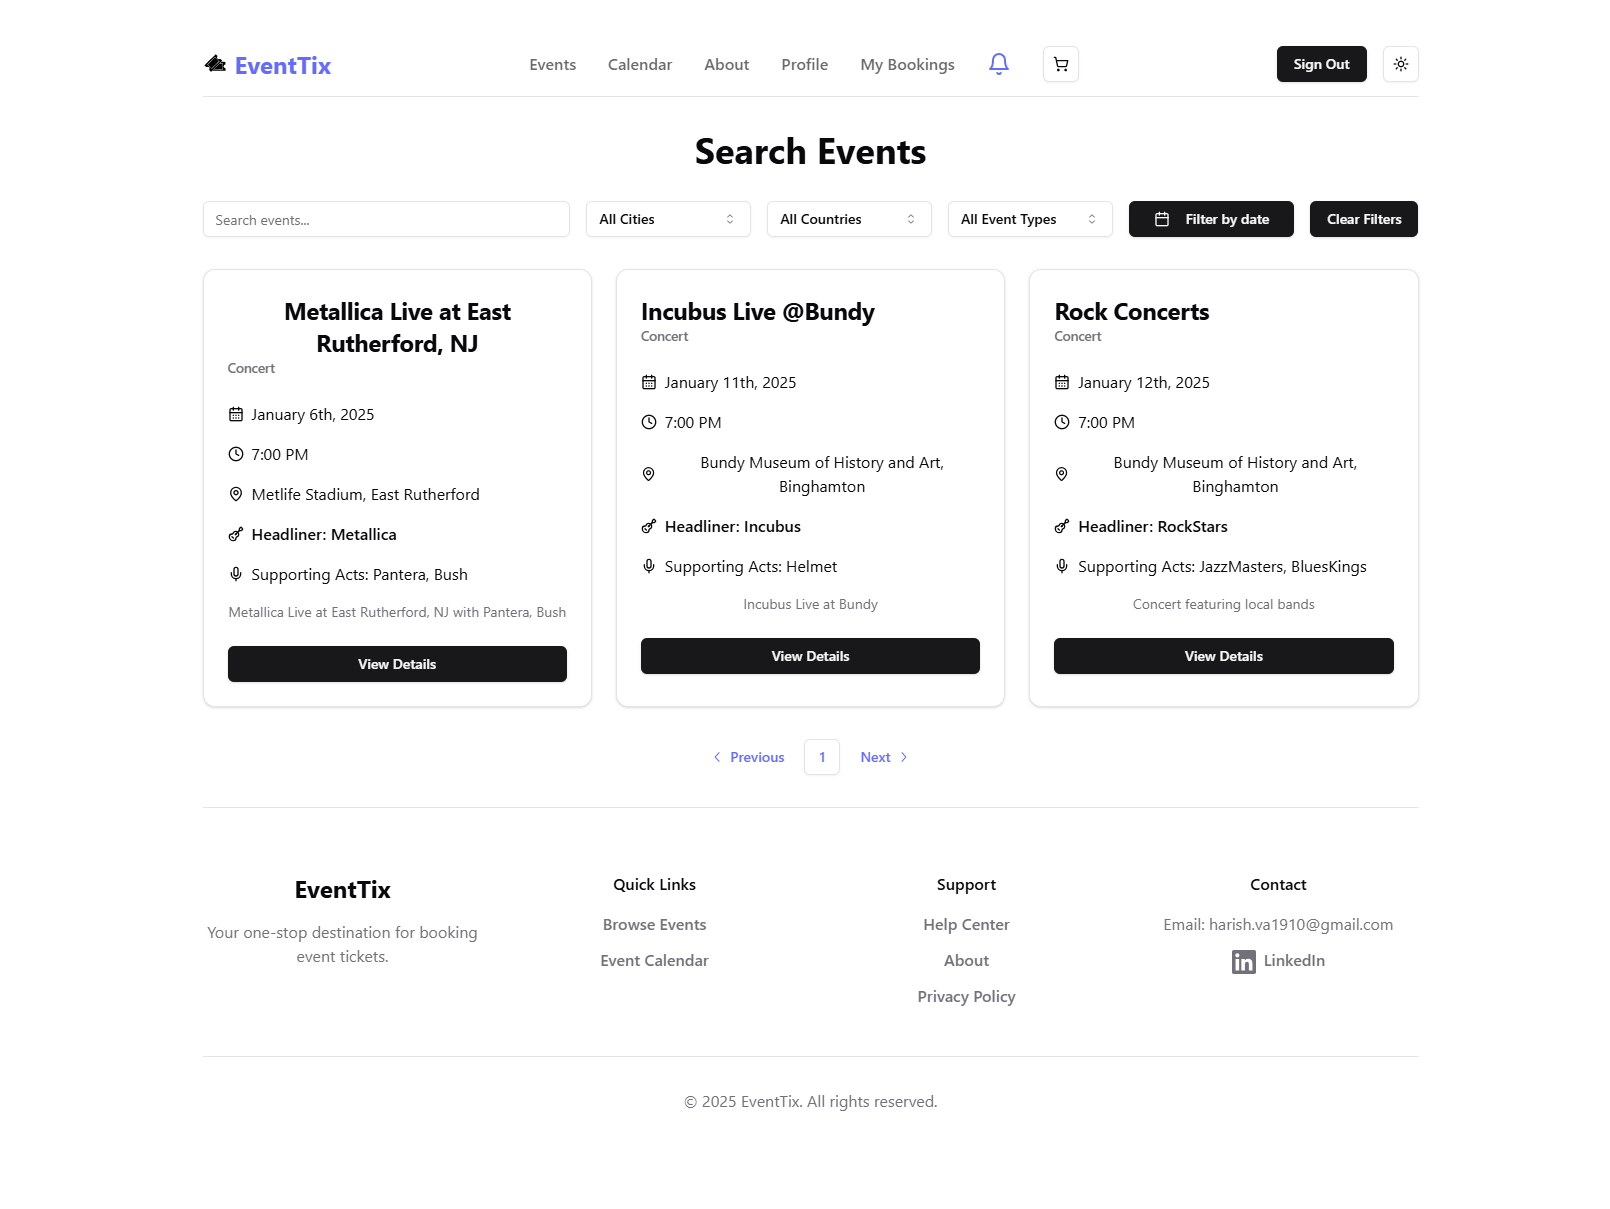 EventTix
Events
Calendar
About
Profile
My Bookings
Sign Out
Search Events
Search events...
All Cities
All Countries
All Event Types
Filter by date
Clear Filters
Metallica Live at East
Rutherford, NJ
Concert
January 6th, 2025
7:00 PM
Metlife Stadium, East Rutherford
Headliner: Metallica
Supporting Acts: Pantera, Bush
Metallica Live at East Rutherford, NJ with Pantera, Bush
View Details
Incubus Live @Bundy
Concert
January 11th, 2025
7:00 PM
Bundy Museum of History and Art,
Binghamton
Headliner: Incubus
Supporting Acts: Helmet
Incubus Live at Bundy
View Details
Rock Concerts
Concert
January 12th, 2025
7:00 PM
Bundy Museum of History and Art,
Binghamton
Headliner: RockStars
Supporting Acts: JazzMasters, BluesKings
Concert featuring local bands
View Details
Previous
1
Next
EventTix
Your one-stop destination for booking
event tickets.
Quick Links
Browse Events
Event Calendar
Support
Help Center
About
Privacy Policy
Contact
Email: harish.va1910@gmail.com
LinkedIn
© 2025 EventTix. All rights reserved.